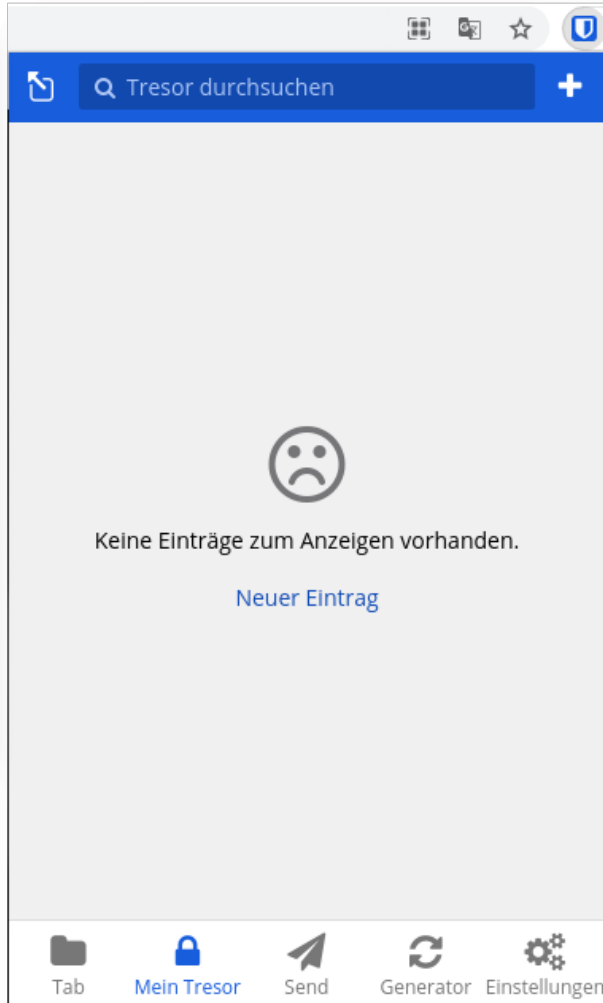 Tresor durchsuchen
Keine Einträge zum Anzeigen vorhanden.
Neuer Eintrag
Tab
Mein Tresor
Send
Generator
Einstellungen